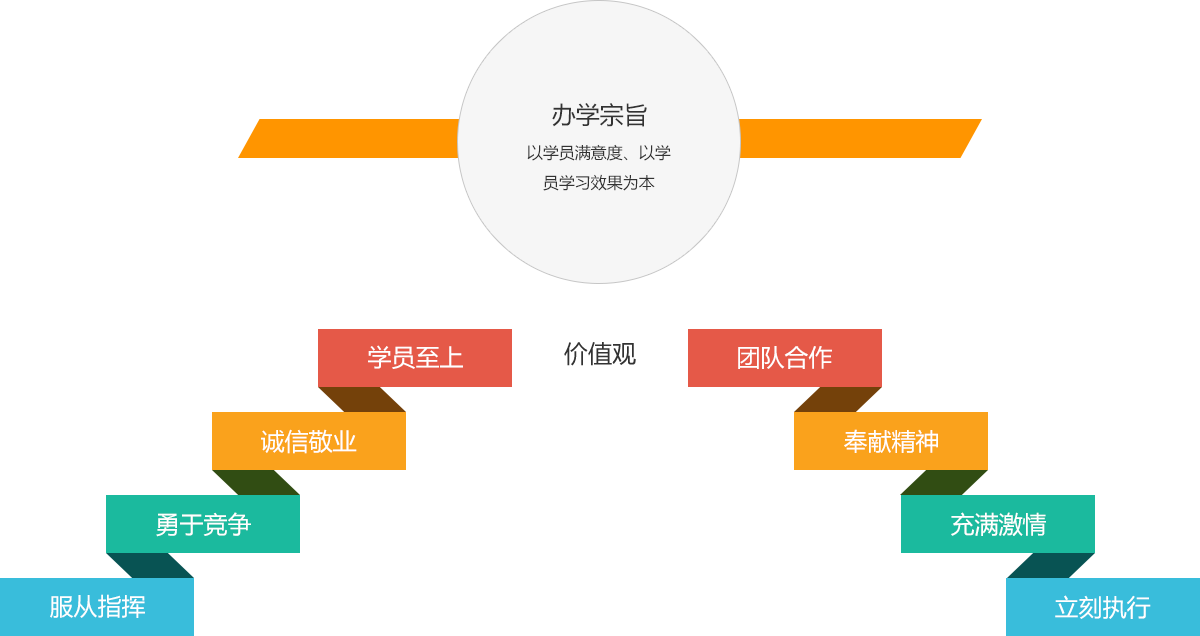 办学宗旨
以学员满意度、以学
员学习效果为本
学员至上
价值观
团队合作
诚信敬业
奉献精神
勇于竞争
充满激情
服从指挥
立刻执行